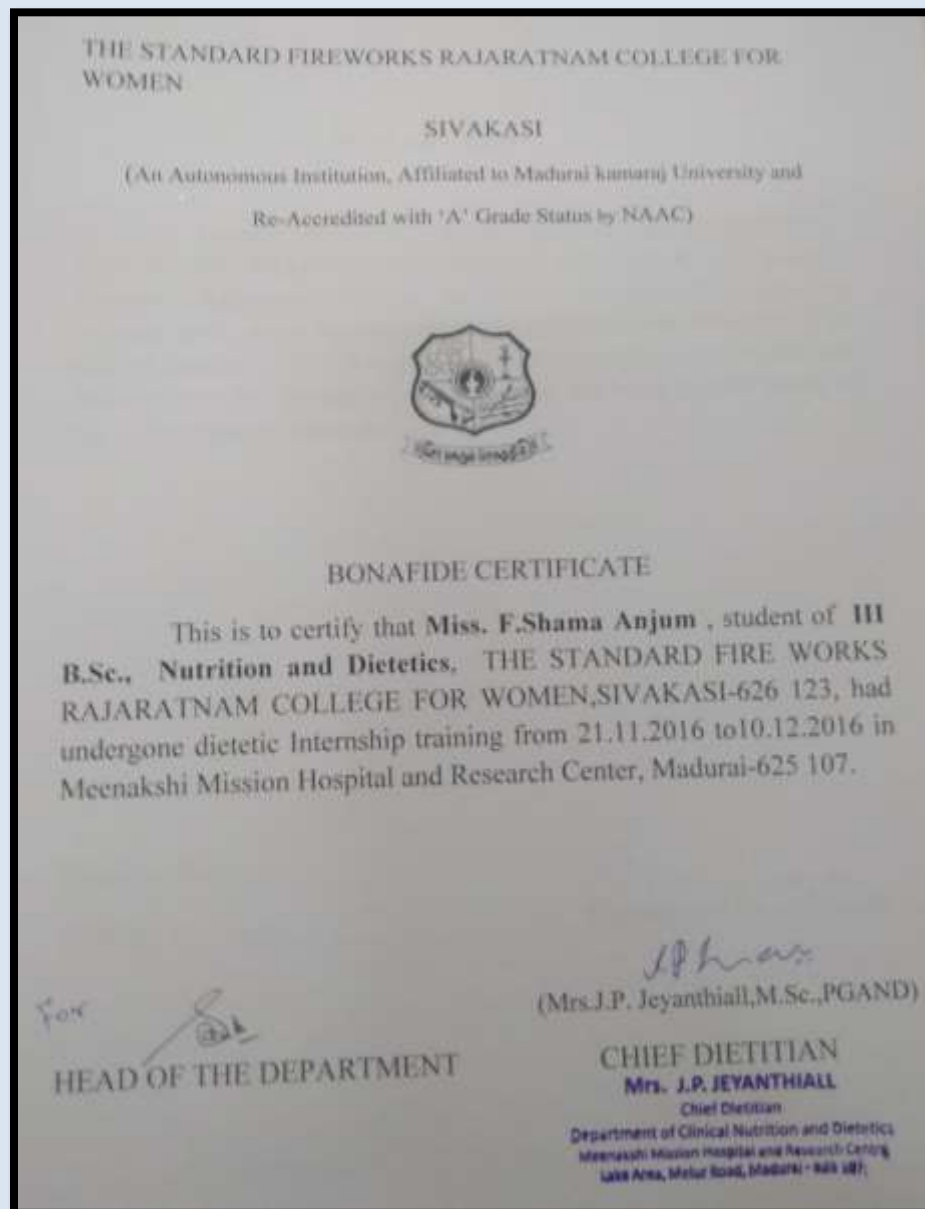 THE STANDARD FIREWORKS RAJARATNAM COLLEGE FOR
WOMEN
SIVAKASI
(An Autonomous Institution, Affiliated to Madurai kamaraj University and
Re-Accredited with 'A' Grade Status by NAAC)
BONAFIDE CERTIFICATE
This is to certify that Miss. F.Shama Anjum , student of III
B.Sc., Nutrition and Dietetics, THE STANDARD FIRE WORKS
RAJARATNAM COLLEGE FOR WOMEN,SIVAKASI-626 123, had
undergone dietetic Internship training from 21.11.2016 to10.12.2016 in
Meenakshi Mission Hospital and Research Center, Madurai-625 107.
For
(Mrs.J.P. Jeyanthiall,M.Sc.,PGAND)
HEAD OF THE DEPARTMENT
CHIEF DIETITIAN
Mrs. J.P. JEYANTHIALL
Chief Dietitian
Department of Clinical Nutrition and Dietetics
Meenakshi Mission Hospital and Research Centre
Lake Area, Melur Road, Madurai -